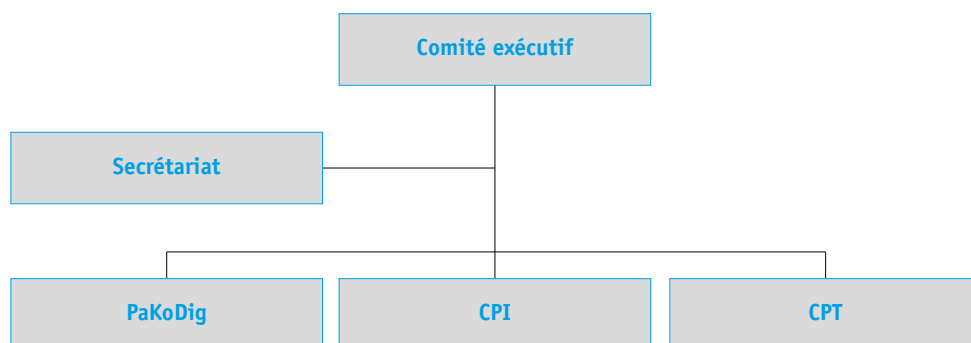 Comité exécutif
Secrétariat
PaKoDig
CPI
CPT